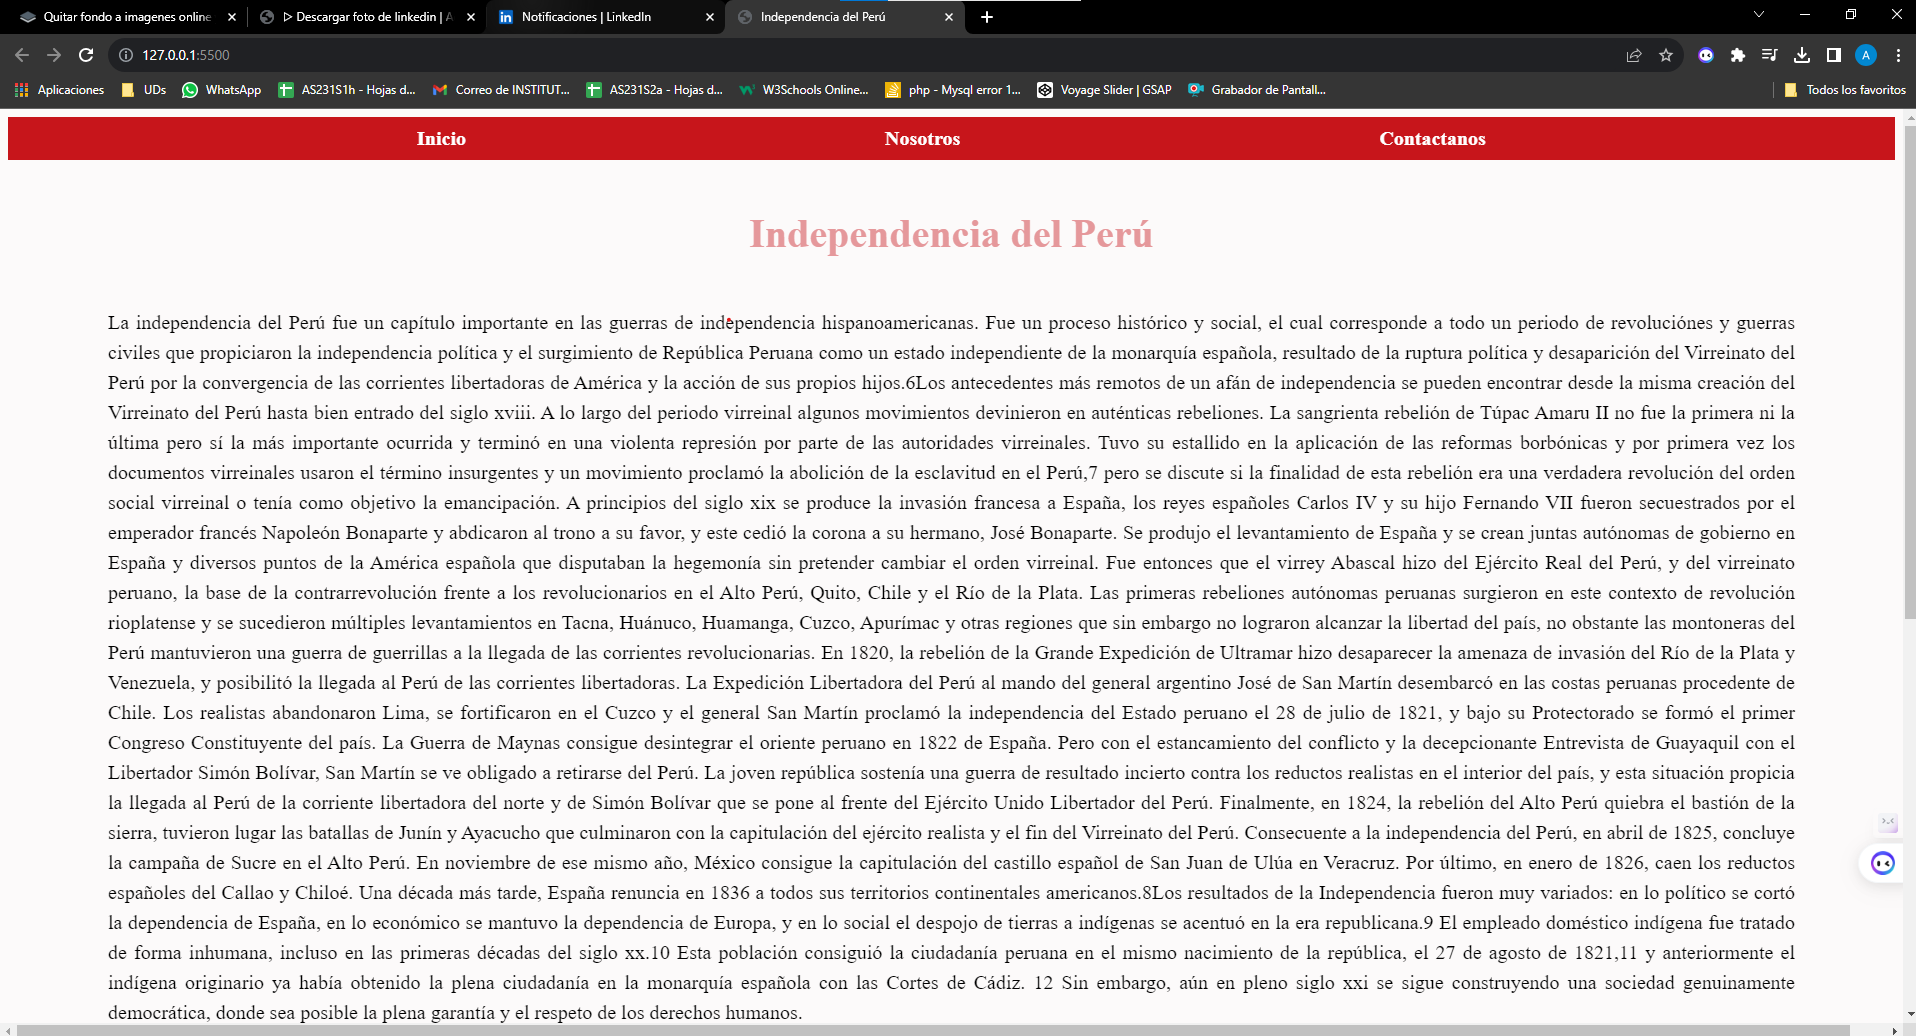 Quitar fondo a imagenes online
Descargar foto de linkedin | A
Notificaciones | LinkedIn
Independencia del Perú
127.0.0.1:5500
A
Aplicaciones
UDs
WhatsApp
AS231S1h - Hojas d...
Correo de INSTITUT...
AS231S2a - Hojas d...
W3Schools Online...
php - Mysql error 1...
Voyage Slider | GSAP
Grabador de Pantall...
Todos los favoritos
Inicio
Nosotros
Contactanos
Independencia del Perú
La independencia del Perú fue un capítulo importante en las guerras de independencia hispanoamericanas. Fue un proceso histórico y social, el cual corresponde a todo un periodo de revoluciónes y guerras
civiles que propiciaron la independencia política y el surgimiento de República Peruana como un estado independiente de la monarquía española, resultado de la ruptura política y desaparición del Virreinato del
Perú por la convergencia de las corrientes libertadoras de América y la acción de sus propios hijos.6Los antecedentes más remotos de un afán de independencia se pueden encontrar desde la misma creación del
Virreinato del Perú hasta bien entrado del siglo xviii. A lo largo del periodo virreinal algunos movimientos devinieron en auténticas rebeliones. La sangrienta rebelión de Túpac Amaru II no fue la primera ni la
última pero sí la más importante ocurrida y terminó en una violenta represión por parte de las autoridades virreinales. Tuvo su estallido en la aplicación de las reformas borbónicas y por primera vez los
documentos virreinales usaron el término insurgentes y un movimiento proclamó la abolición de la esclavitud en el Perú,7 pero se discute si la finalidad de esta rebelión era una verdadera revolución del orden
social virreinal o tenía como objetivo la emancipación. A principios del siglo xix se produce la invasión francesa a España, los reyes españoles Carlos IV y su hijo Fernando VII fueron secuestrados por el
emperador francés Napoleón Bonaparte y abdicaron al trono a su favor, y este cedió la corona a su hermano, José Bonaparte. Se produjo el levantamiento de España y se crean juntas autónomas de gobierno en
España y diversos puntos de la América española que disputaban la hegemonía sin pretender cambiar el orden virreinal. Fue entonces que el virrey Abascal hizo del Ejército Real del Perú, y del virreinato
peruano, la base de la contrarrevolución frente a los revolucionarios en el Alto Perú, Quito, Chile y el Río de la Plata. Las primeras rebeliones autónomas peruanas surgieron en este contexto de revolución
rioplatense y se sucedieron múltiples levantamientos en Tacna, Huánuco, Huamanga, Cuzco, Apurímac y otras regiones que sin embargo no lograron alcanzar la libertad del país, no obstante las montoneras del
Perú mantuvieron una guerra de guerrillas a la llegada de las corrientes revolucionarias. En 1820, la rebelión de la Grande Expedición de Ultramar hizo desaparecer la amenaza de invasión del Río de la Plata y
Venezuela, y posibilitó la llegada al Perú de las corrientes libertadoras. La Expedición Libertadora del Perú al mando del general argentino José de San Martín desembarcó en las costas peruanas procedente de
Chile. Los realistas abandonaron Lima, se fortificaron en el Cuzco y el general San Martín proclamó la independencia del Estado peruano el 28 de julio de 1821, y bajo su Protectorado se formó el primer
Congreso Constituyente del país. La Guerra de Maynas consigue desintegrar el oriente peruano en 1822 de España. Pero con el estancamiento del conflicto y la decepcionante Entrevista de Guayaquil con el
Libertador Simón Bolívar, San Martín se ve obligado a retirarse del Perú. La joven república sostenía una guerra de resultado incierto contra los reductos realistas en el interior del país, y esta situación propicia
la llegada al Perú de la corriente libertadora del norte y de Simón Bolívar que se pone al frente del Ejército Unido Libertador del Perú. Finalmente, en 1824, la rebelión del Alto Perú quiebra el bastión de la
sierra, tuvieron lugar las batallas de Junín y Ayacucho que culminaron con la capitulación del ejército realista y el fin del Virreinato del Perú. Consecuente a la independencia del Perú, en abril de 1825, concluye
la campaña de Sucre en el Alto Perú. En noviembre de ese mismo año, México consigue la capitulación del castillo español de San Juan de Ulúa en Veracruz. Por último, en enero de 1826, caen los reductos
españoles del Callao y Chiloé. Una década más tarde, España renuncia en 1836 a todos sus territorios continentales americanos.8Los resultados de la Independencia fueron muy variados: en lo político se cortó
la dependencia de España, en lo económico se mantuvo la dependencia de Europa, y en lo social el despojo de tierras a indígenas se acentuó en la era republicana.9 El empleado doméstico indígena fue tratado
de forma inhumana, incluso en las primeras décadas del siglo xx.10 Esta población consiguió la ciudadanía peruana en el mismo nacimiento de la república, el 27 de agosto de 1821,11 y anteriormente el
indígena originario ya había obtenido la plena ciudadanía en la monarquía española con las Cortes de Cádiz. 12 Sin embargo, aún en pleno siglo xxi se sigue construyendo una sociedad genuinamente
democrática, donde sea posible la plena garantía y el respeto de los derechos humanos.